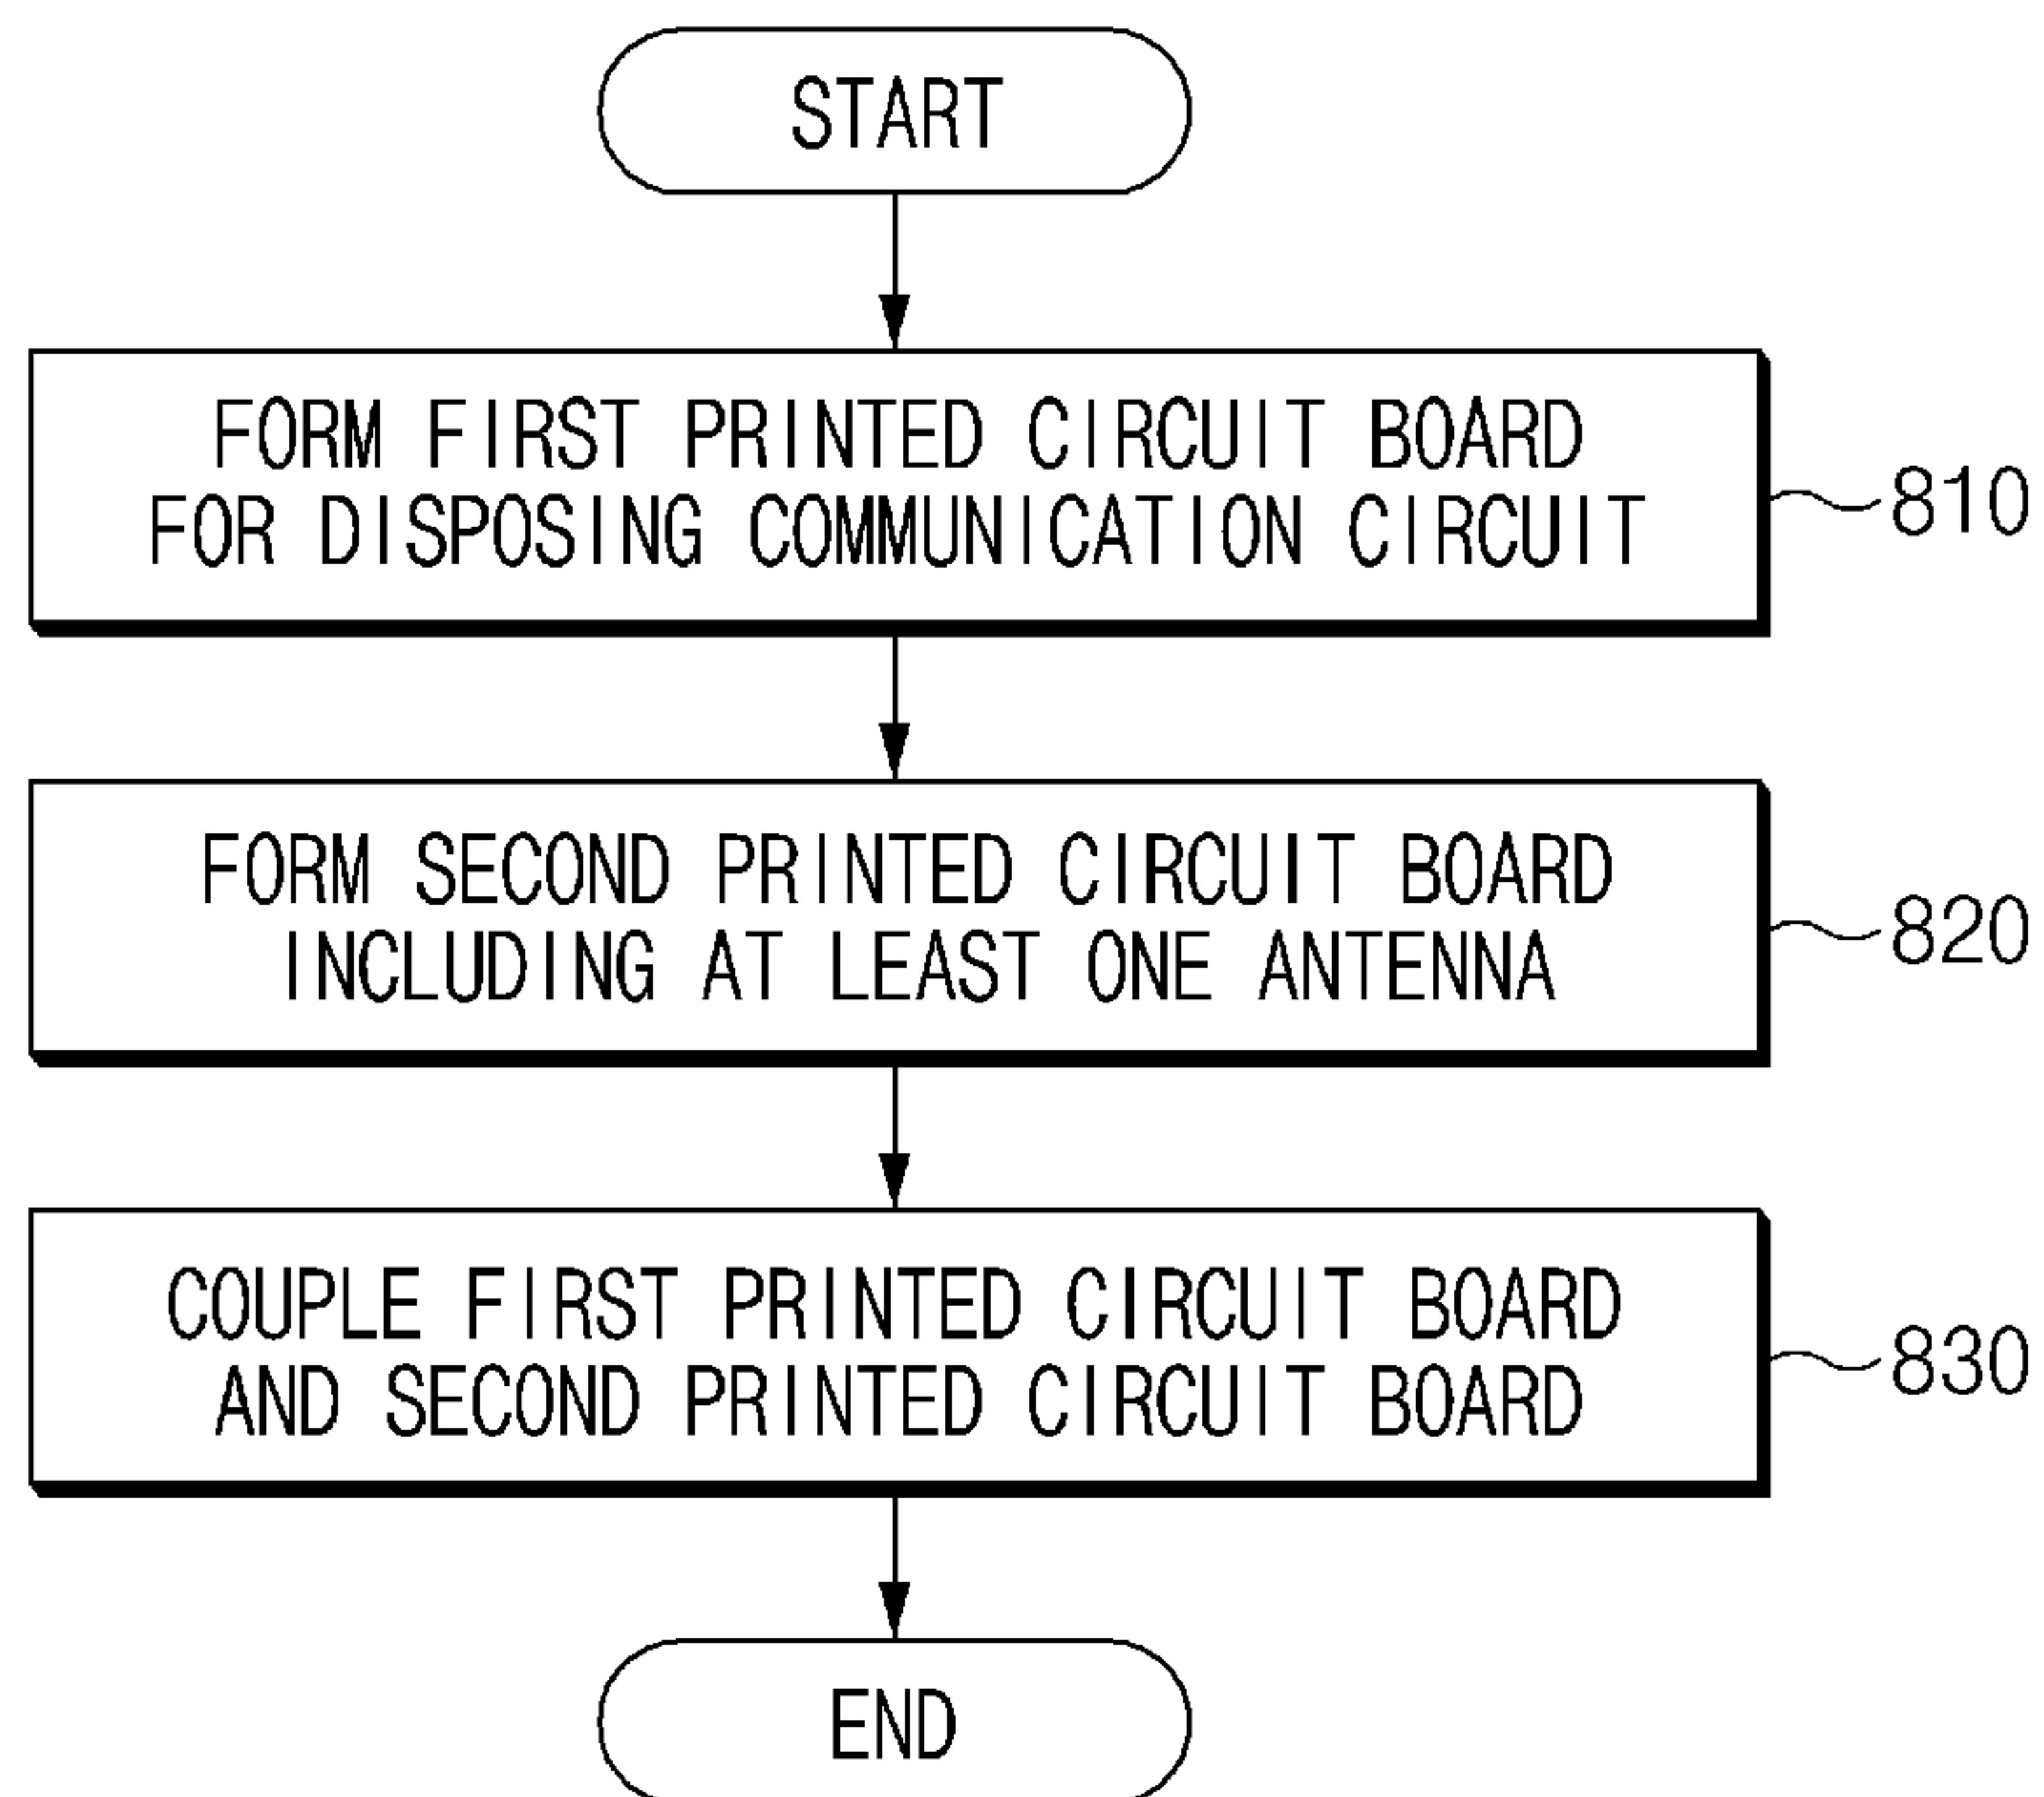 START
FORM FIRST PRINTED CIRCUIT BOARD
FOR DISPOSING COMMUNICATION CIRCUIT
810
FORM SECOND PRINTED CIRCUIT BOARD
INCLUDING AT LEAST ONE ANTENNA
820
COUPLE FIRST PRINTED CIRCUIT BOARD
AND SECOND PRINTED CIRCUIT BOARD
830
END